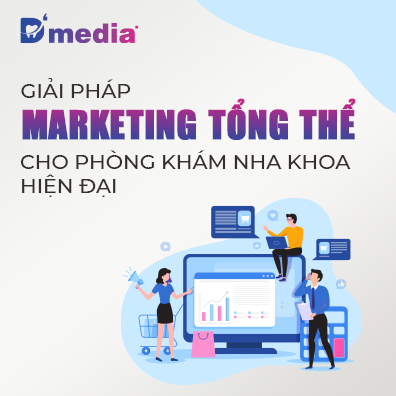 D'media
GIẢI PHÁP
MARKETING TỔNG THỂ
CHO PHÒNG KHÁM NHA KHOA
HIỆN ĐẠI